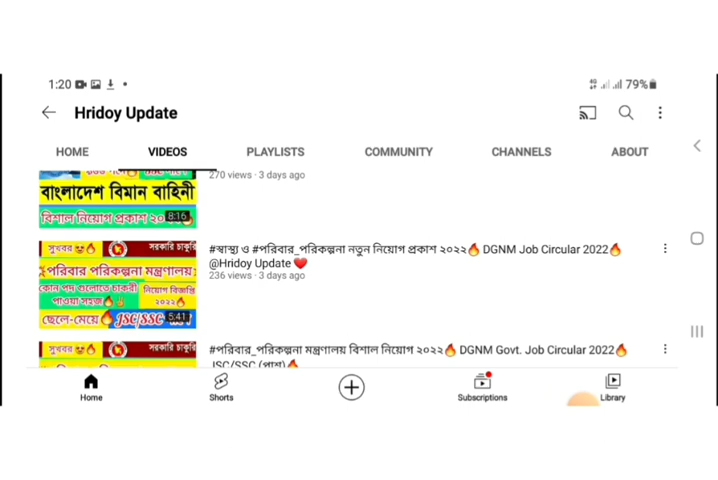 1:20
79%
Hridoy Update
HOME VIDEOS PLAYLISTS COMMUNITY CHANNELS ABOUT
270 views · 3 days ago
বাংলাদেশ বিমান বাহিনী
বিশাল নিয়োগ প্রকাশ ২০
8:16
সুখবর
সরকারি চাকুরি
পরিবার পরিকল্পনা মন্ত্রণালয়
কোন পদ গুলোতে চাকরী
পাওয়া সহজ
নিয়োগ বিজ্ঞপ্তি
২০২২
ছেলে-মেয়ে JSC/SSC
5:41
#স্বাস্থ্য ও #পরিবার_পরিকল্পনা নতুন নিয়োগ প্রকাশ ২০২২🔥 DGNM Job Circular 2022🔥
@Hridoy Update ❤️
236 views · 3 days ago
সুখবর
সরকারি চাকুরি
#পরিবার_পরিকল্পনা মন্ত্রণালয় বিশাল নিয়োগ ২০২২🔥 DGNM Govt. Job Circular 2022🔥
JSC/SSC (পাশ)🔥
Home Shorts Subscriptions Library